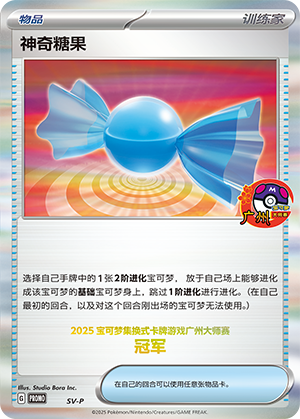 物品
训练家
神奇糖果
广州
大师赛
选择自己手牌中的1张2阶进化宝可梦，放于自己场上能够进化
成该宝可梦的基础宝可梦身上，跳过1阶进化进行进化。（在自己
最初的回合，以及对这个回合刚出场的宝可梦无法使用。）
2025 宝可梦集换式卡牌游戏广州大师赛
冠军
Illus. Studio Bora Inc.
G PROMO SV-P
在自己的回合可以使用任意张物品卡。
©2025 Pokémon/Nintendo/Creatures/GAME FREAK.